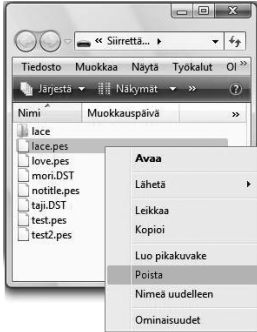 « Siirrettä...
Tiedosto Muokkaa Näytä Työkalut Ol »
Järjestä Näkymät »
Nimi Muokkauspäivä »
lace
lace.pes
love.pes
mori.DST
notitle.pes
taji.DST
test.pes
test2.pes
Avaa
Lähetä
Leikkaa
Kopioi
Luo pikakuvake
Poista
Nimeä uudelleen
Ominaisuudet